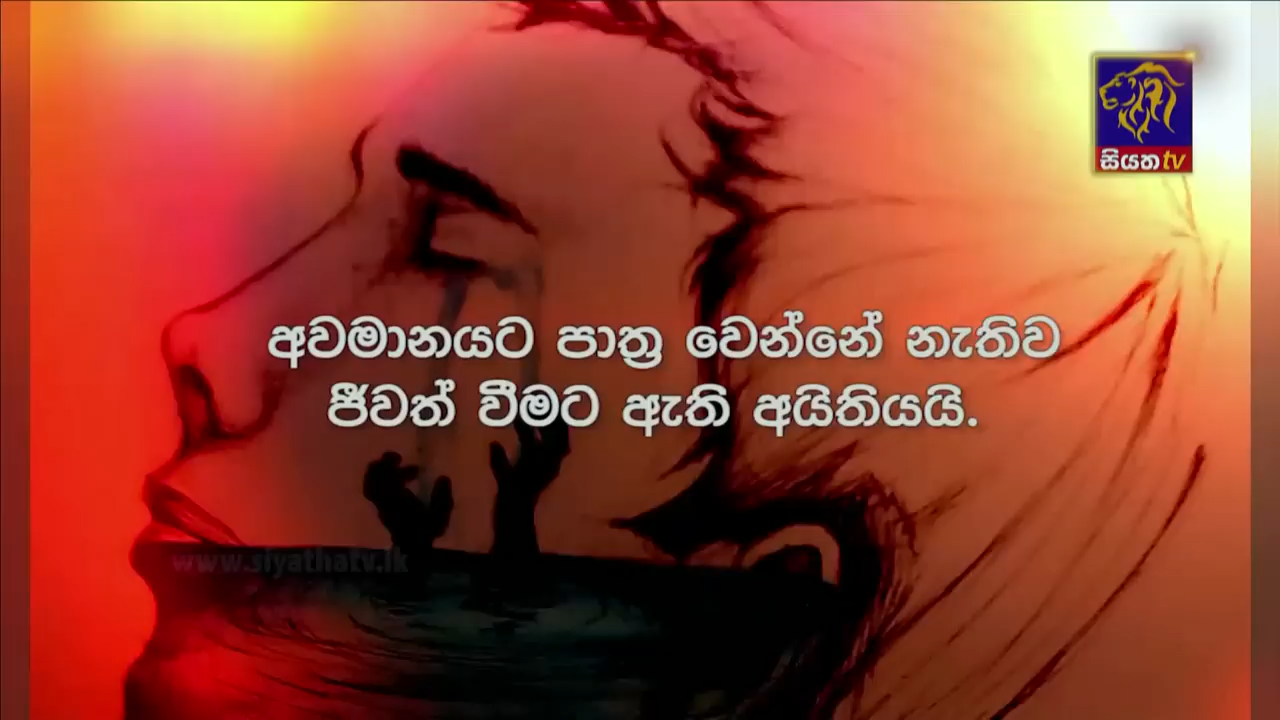 සියත tv
අවමානයට පාත්‍ර වෙන්නේ නැතිව
ජීවත් වීමට ඇති අයිතියයි.
www.siyathatv.lk